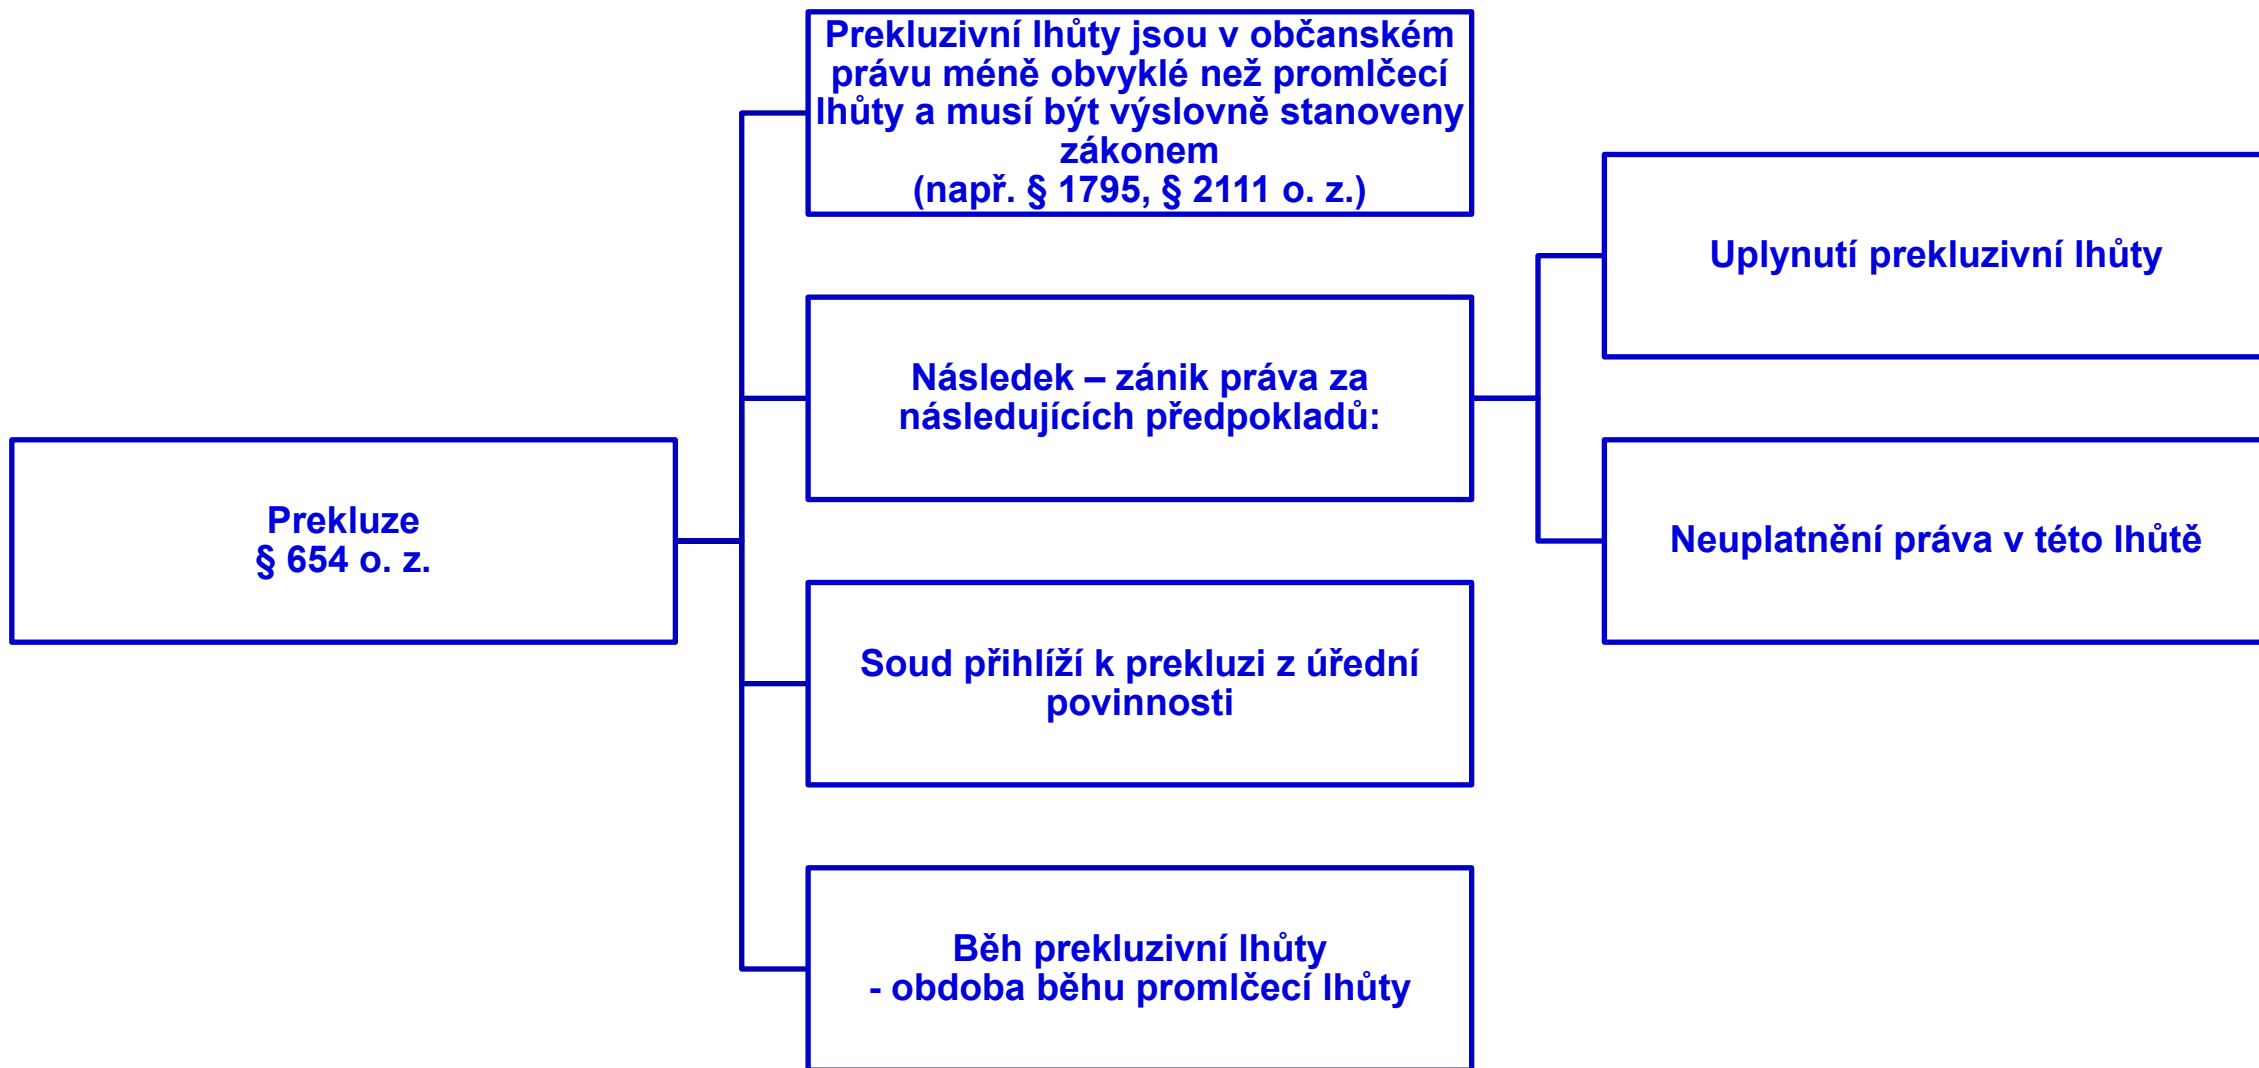 Prekluze
§ 654 o. z.
Prekluzivní lhůty jsou v občanském
právu méně obvyklé než promlčecí
lhůty a musí být výslovně stanoveny
zákonem
(např. § 1795, § 2111 o. z.)
Následek – zánik práva za
následujících předpokladů:
Uplynutí prekluzivní lhůty
Neuplatnění práva v této lhůtě
Soud přihlíží k prekluzi z úřední
povinnosti
Běh prekluzivní lhůty
- obdoba běhu promlčecí lhůty